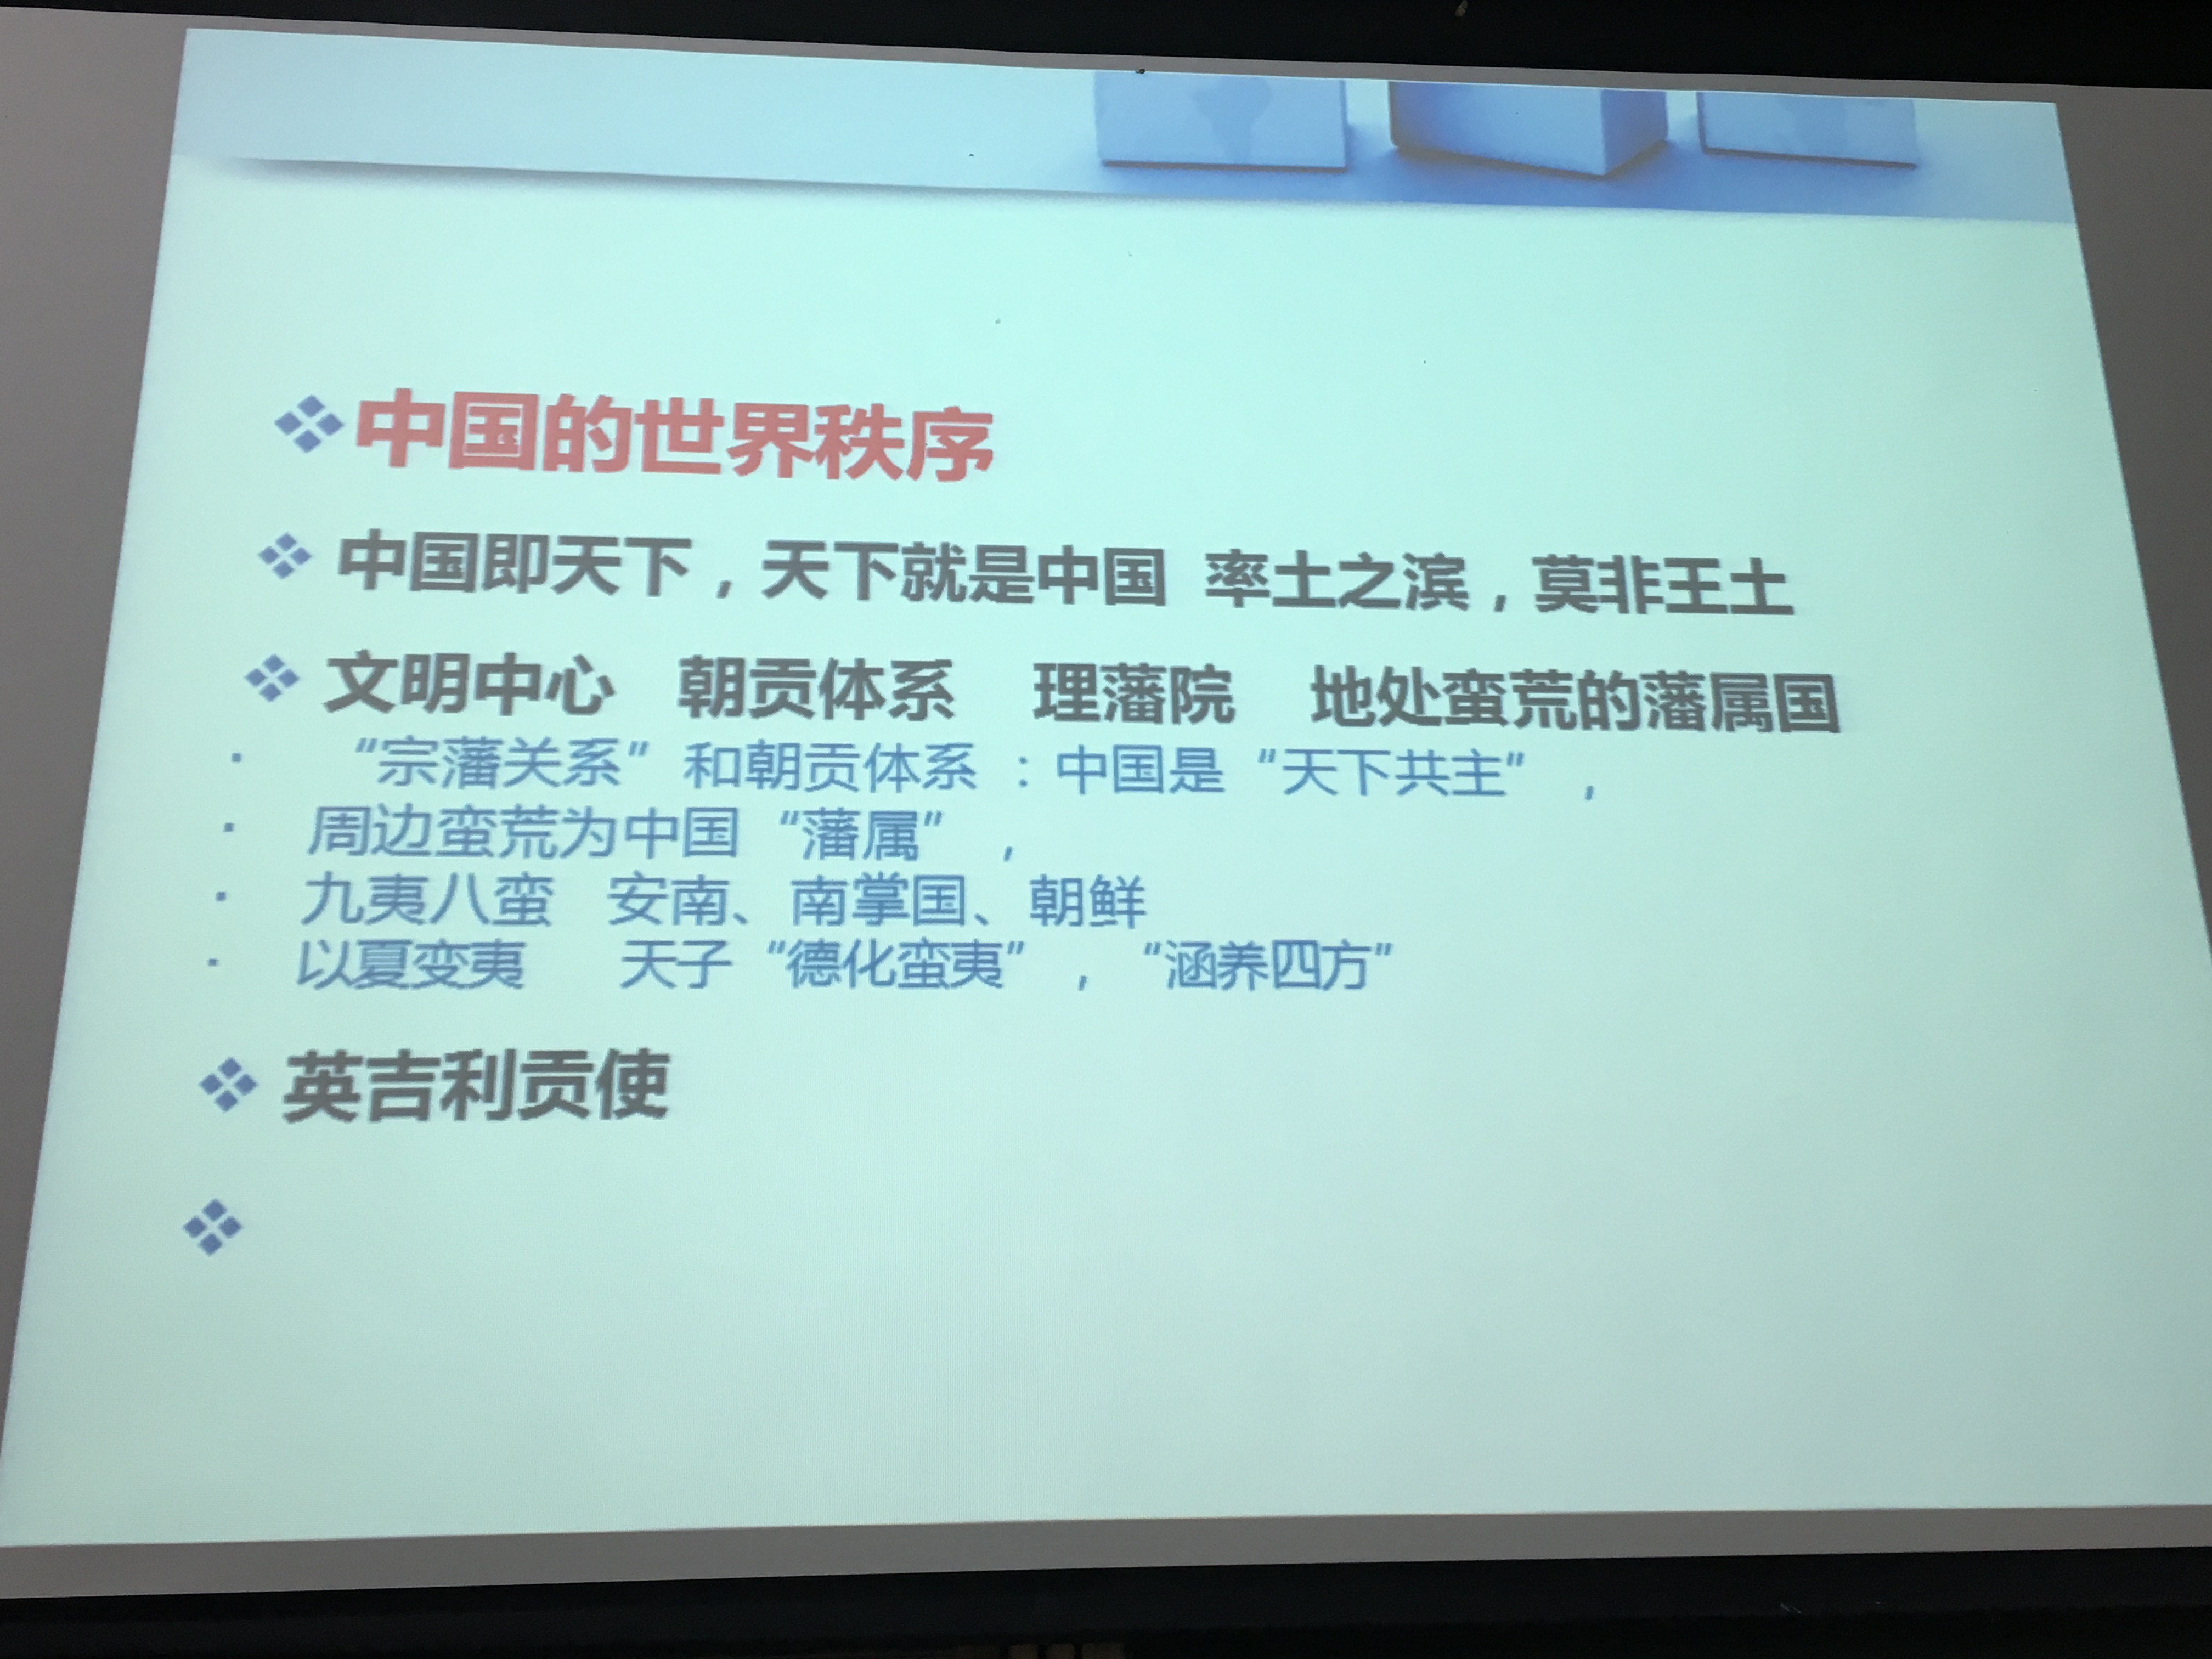 中国的世界秩序
中国即天下，天下就是中国 率土之滨，莫非王土
文明中心 朝贡体系 理藩院 地处蛮荒的藩属国
“宗藩关系”和朝贡体系：中国是“天下共主”，
周边蛮荒为中国“藩属”，
九夷八蛮 安南、南掌国、朝鲜
以夏变夷 天子“德化蛮夷”，“涵养四方”
英吉利贡使